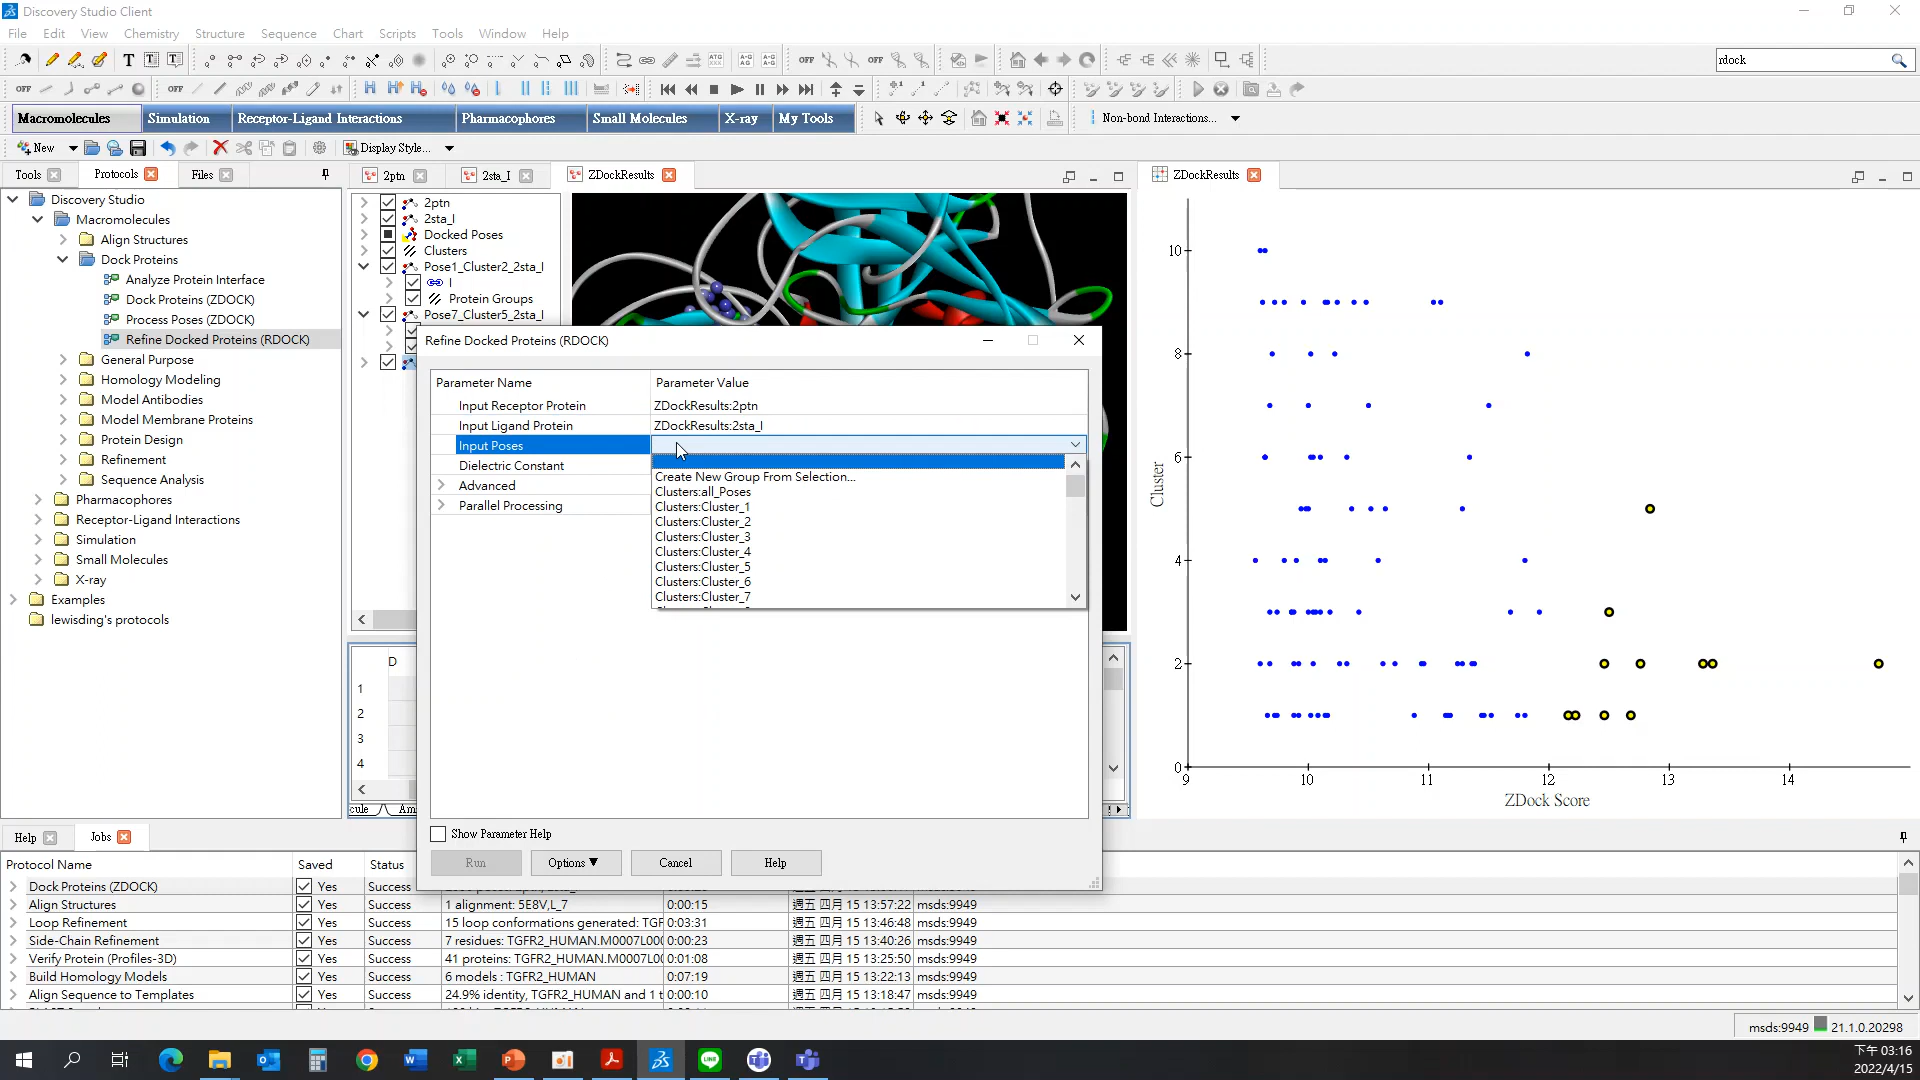 Discovery Studio Client
File Edit View Chemistry Structure Sequence Chart Scripts Tools Window Help
rdock
Macromolecules Simulation Receptor-Ligand Interactions Pharmacophores Small Molecules X-ray My Tools Non-bond Interactions...
New Display Style...
Tools Protocols Files 2ptn 2sta_I ZDockResults ZDockResults
Discovery Studio
Macromolecules
Align Structures
Dock Proteins
Analyze Protein Interface
Dock Proteins (ZDOCK)
Process Poses (ZDOCK)
Refine Docked Proteins (RDOCK)
General Purpose
Homology Modeling
Model Antibodies
Model Membrane Proteins
Protein Design
Refinement
Sequence Analysis
Pharmacophores
Receptor-Ligand Interactions
Simulation
Small Molecules
X-ray
Examples
lewisding's protocols
2ptn
2sta_I
Docked Poses
Clusters
Pose1_Cluster2_2sta_I
I
Protein Groups
Pose7_Cluster5_2sta_I
D
1
2
3
4
Refine Docked Proteins (RDOCK)
Parameter Name Parameter Value
Input Receptor Protein ZDockResults:2ptn
Input Ligand Protein ZDockResults:2sta_I
Input Poses
Dielectric Constant
Advanced
Parallel Processing
Create New Group From Selection...
Clusters:all_Poses
Clusters:Cluster_1
Clusters:Cluster_2
Clusters:Cluster_3
Clusters:Cluster_4
Clusters:Cluster_5
Clusters:Cluster_6
Clusters:Cluster_7
Show Parameter Help
Run Options Cancel Help
Cluster
10
8
6
4
2
0
9 10 11 12 13 14
ZDock Score
Help Jobs
Protocol Name Saved Status
Dock Proteins (ZDOCK) Yes Success
Align Structures Yes Success 1 alignment: 5E8V,L_7 0:00:15 週五 四月 15 13:57:22 msds:9949
Loop Refinement Yes Success 15 loop conformations generated: TGF 0:03:31 週五 四月 15 13:46:48 msds:9949
Side-Chain Refinement Yes Success 7 residues: TGFR2_HUMAN.M0007L000 0:00:23 週五 四月 15 13:40:26 msds:9949
Verify Protein (Profiles-3D) Yes Success 41 proteins: TGFR2_HUMAN.M0007L00 0:01:08 週五 四月 15 13:25:50 msds:9949
Build Homology Models Yes Success 6 models : TGFR2_HUMAN 0:07:19 週五 四月 15 13:22:13 msds:9949
Align Sequence to Templates Yes Success 24.9% identity, TGFR2_HUMAN and 1 t 0:00:10 週五 四月 15 13:18:47 msds:9949
msds:9949 21.1.0.20298
下午 03:16
2022/4/15